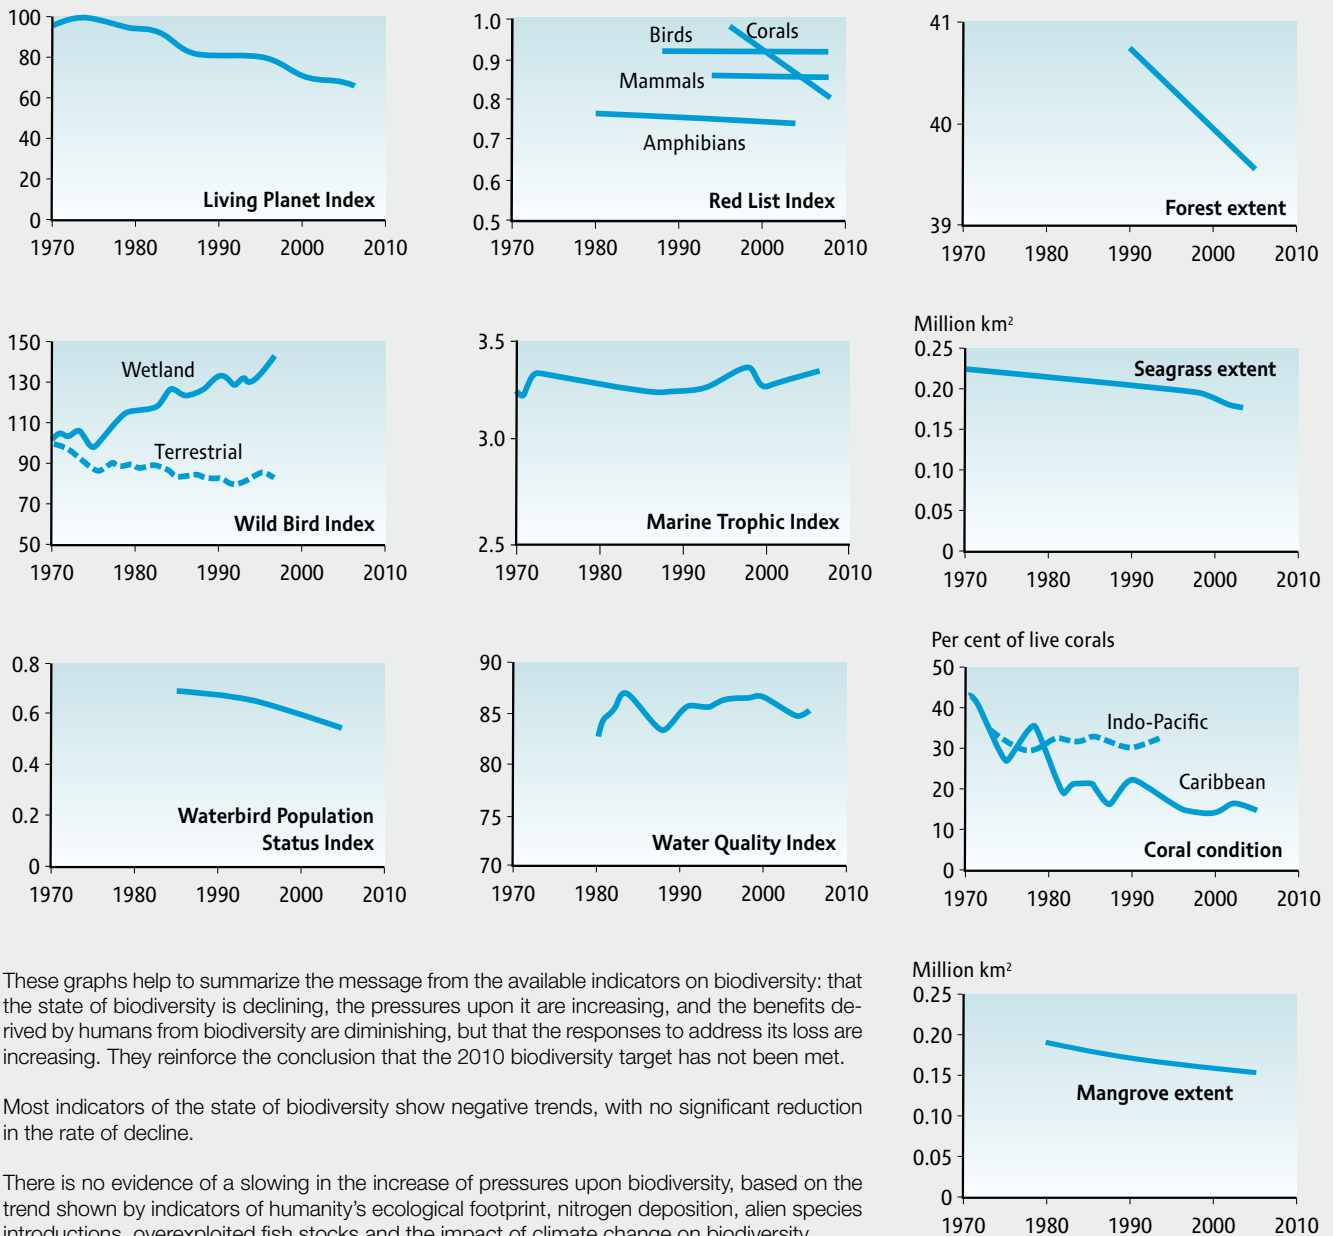 100
80
60
40
20
0
Living Planet Index
1970 1980 1990 2000 2010
1.0
0.9
0.8
0.7
0.6
0.5
Birds
Corals
Mammals
Amphibians
Red List Index
1970 1980 1990 2000 2010
41
40
39
Forest extent
1970 1980 1990 2000 2010
150
130
110
90
70
50
Wetland
Terrestrial
Wild Bird Index
1970 1980 1990 2000 2010
3.5
3.0
2.5
Marine Trophic Index
1970 1980 1990 2000 2010
Million km²
0.25
0.20
0.15
0.10
0.05
0
Seagrass extent
1970 1980 1990 2000 2010
0.8
0.6
0.4
0.2
0
Waterbird Population
Status Index
1970 1980 1990 2000 2010
90
85
80
75
70
Water Quality Index
1970 1980 1990 2000 2010
Per cent of live corals
50
40
30
20
10
0
Indo-Pacific
Caribbean
Coral condition
1970 1980 1990 2000 2010
These graphs help to summarize the message from the available indicators on biodiversity: that
the state of biodiversity is declining, the pressures upon it are increasing, and the benefits de-
rived by humans from biodiversity are diminishing, but that the responses to address its loss are
increasing. They reinforce the conclusion that the 2010 biodiversity target has not been met.
Most indicators of the state of biodiversity show negative trends, with no significant reduction
in the rate of decline.
There is no evidence of a slowing in the increase of pressures upon biodiversity, based on the
trend shown by indicators of humanity's ecological footprint, nitrogen deposition, alien species
introductions, overexploited fish stocks and the impact of climate change on biodiversity.
Million km²
0.25
0.20
0.15
0.10
0.05
0
Mangrove extent
1970 1980 1990 2000 2010